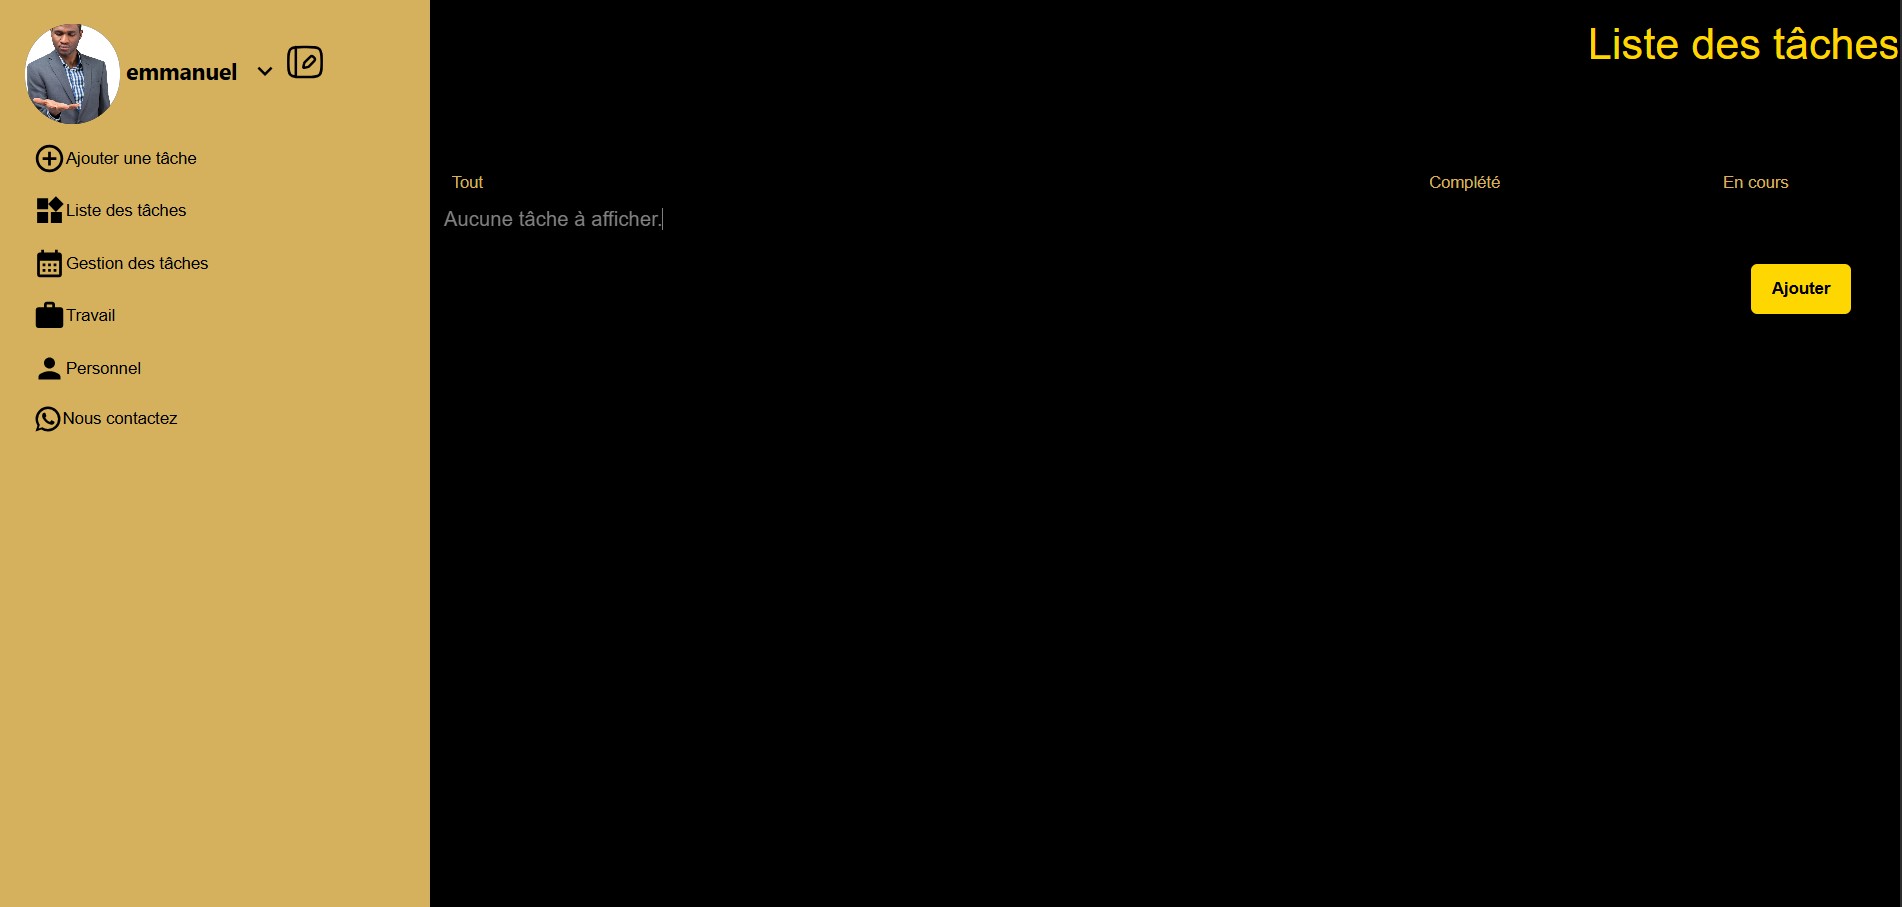 emmanuel
Ajouter une tâche
Liste des tâches
Gestion des tâches
Travail
Personnel
Nous contactez
Liste des tâches
Tout Complété En cours
Aucune tâche à afficher.
Ajouter